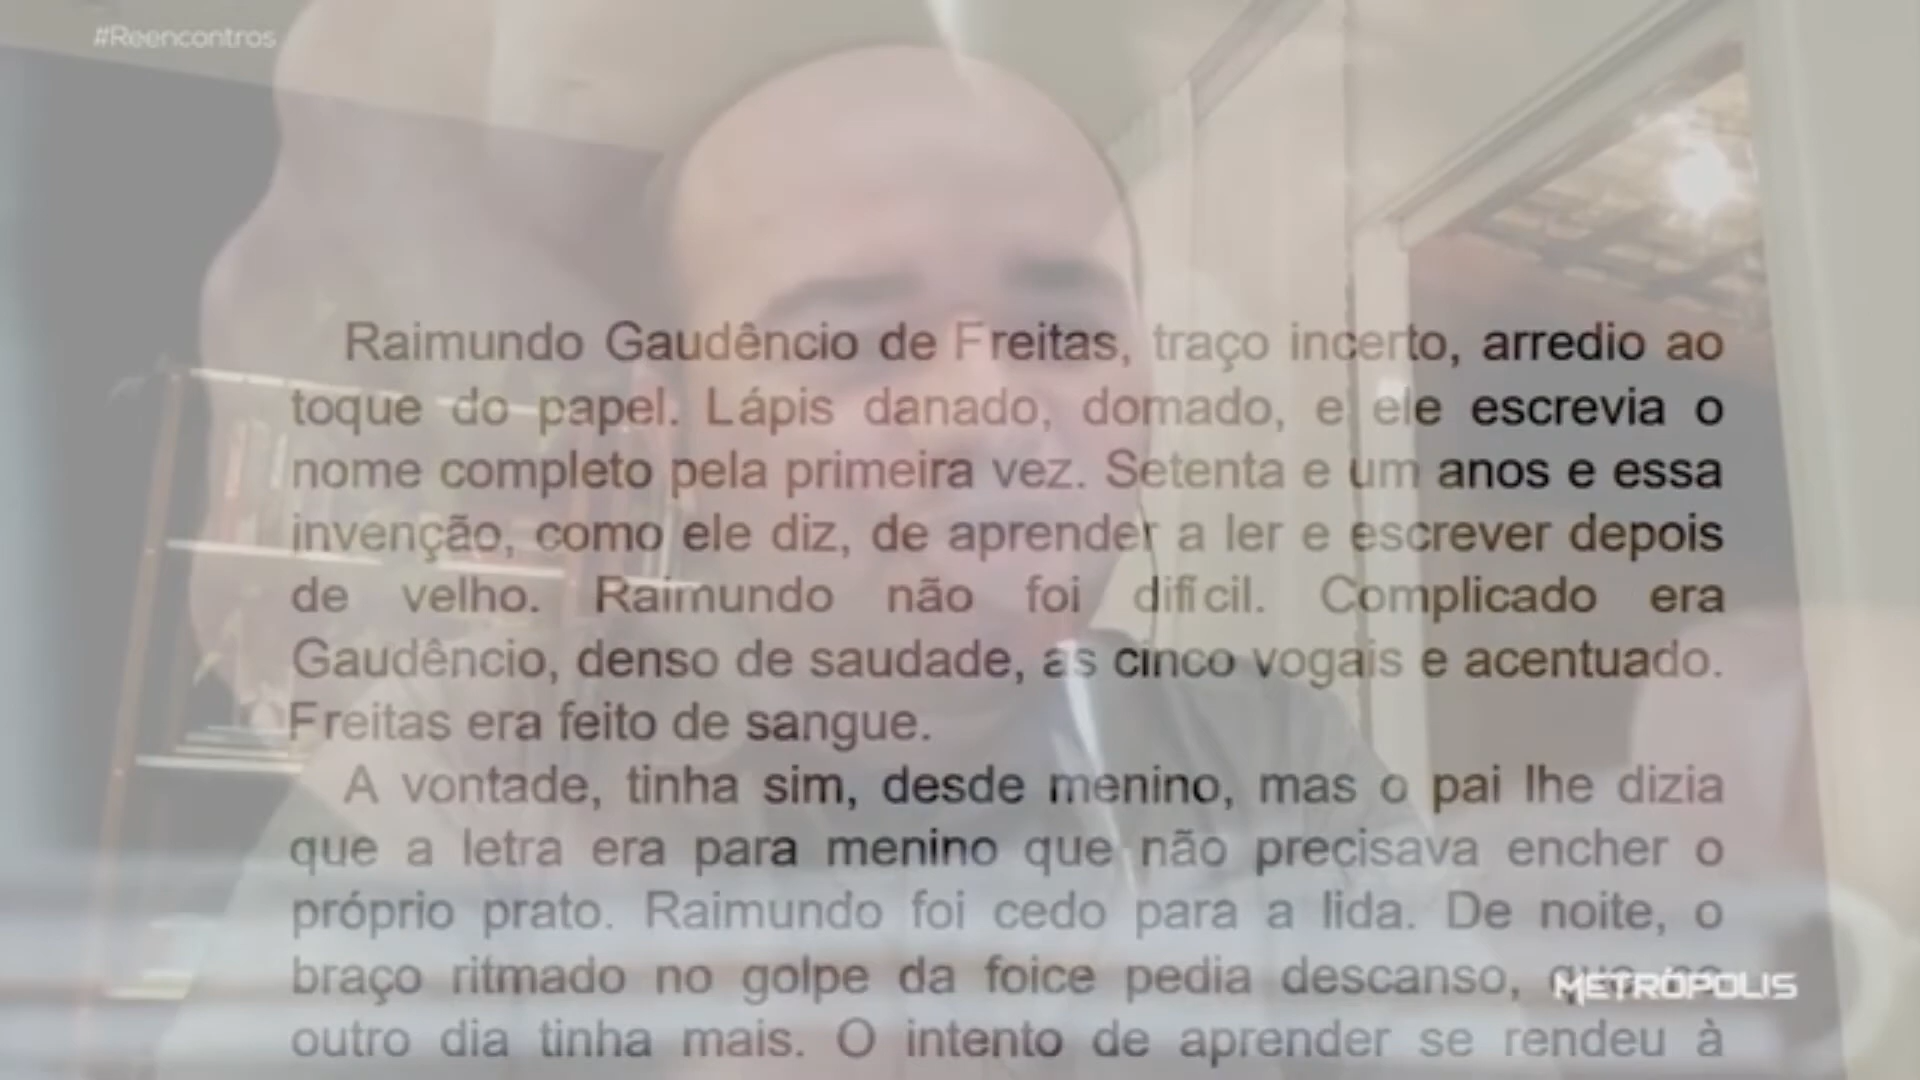 #Reencontros
Raimundo Gaudêncio de Freitas, traço incerto, arredio ao
toque do papel. Lápis danado, domado, e ele escrevia o
nome completo pela primeira vez. Setenta e um anos e essa
invenção, como ele diz, de aprender a ler e escrever depois
de velho. Raimundo não foi difícil. Complicado era
Gaudêncio, denso de saudade, as cinco vogais e acentuado.
Freitas era feito de sangue.
A vontade, tinha sim, desde menino, mas o pai lhe dizia
que a letra era para menino que não precisava encher o
próprio prato. Raimundo foi cedo para a lida. De noite, o
braço ritmado no golpe da foice pedia descanso,
METRÓPOLIS
outro dia tinha mais. O intento de aprender se rendeu à